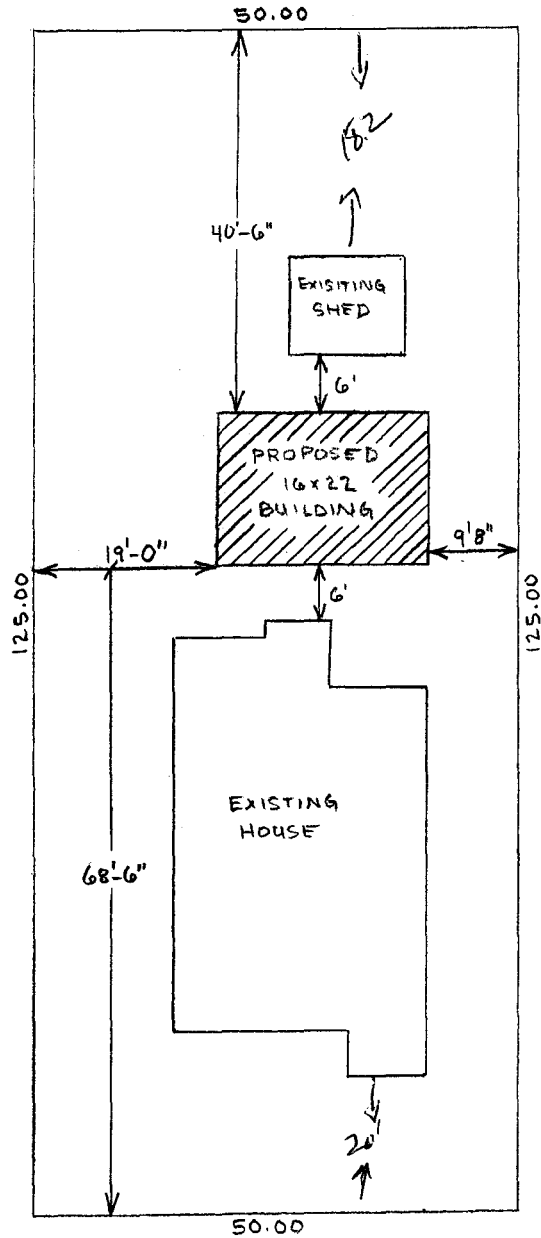 50.00
18.2
40'-6"
EXISITING
SHED
6'
PROPOSED
16x22
BUILDING
19'-0"
9'8"
6'
125.00
125.00
EXISTING
HOUSE
68'-6"
20'
50.00